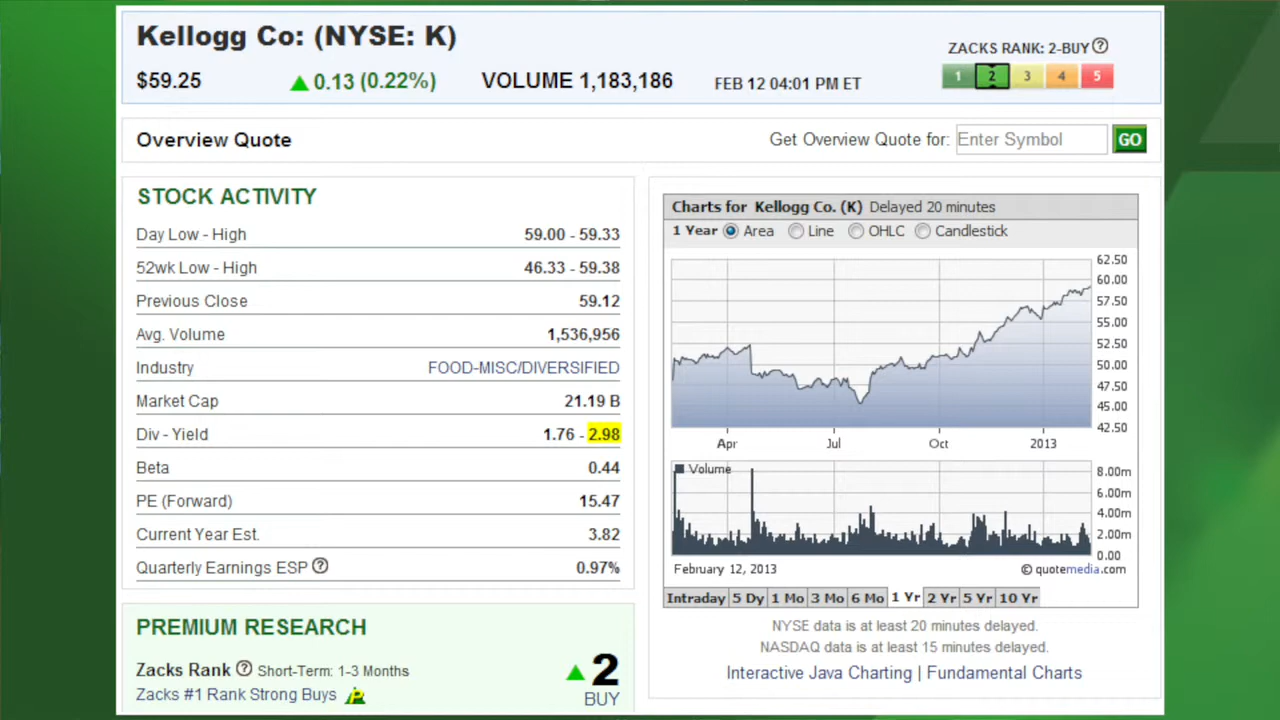 Kellogg Co: (NYSE: K)
$59.25 0.13 (0.22%) VOLUME 1,183,186 FEB 12 04:01 PM ET
ZACKS RANK: 2-BUY ?
1 2 3 4 5
Overview Quote
Get Overview Quote for: Enter Symbol GO
STOCK ACTIVITY
Day Low - High 59.00 - 59.33
52wk Low - High 46.33 - 59.38
Previous Close 59.12
Avg. Volume 1,536,956
Industry FOOD-MISC/DIVERSIFIED
Market Cap 21.19 B
Div - Yield 1.76 - 2.98
Beta 0.44
PE (Forward) 15.47
Current Year Est. 3.82
Quarterly Earnings ESP ? 0.97%
PREMIUM RESEARCH
Zacks Rank ? Short-Term: 1-3 Months
Zacks #1 Rank Strong Buys
2
BUY
Charts for Kellogg Co. (K) Delayed 20 minutes
1 Year Area Line OHLC Candlestick
62.50
60.00
57.50
55.00
52.50
50.00
47.50
45.00
42.50
Apr Jul Oct 2013
Volume
8.00m
6.00m
4.00m
2.00m
0.00
February 12, 2013 © quotemedia.com
Intraday 5 Dy 1 Mo 3 Mo 6 Mo 1 Yr 2 Yr 5 Yr 10 Yr
NYSE data is at least 20 minutes delayed.
NASDAQ data is at least 15 minutes delayed.
Interactive Java Charting | Fundamental Charts